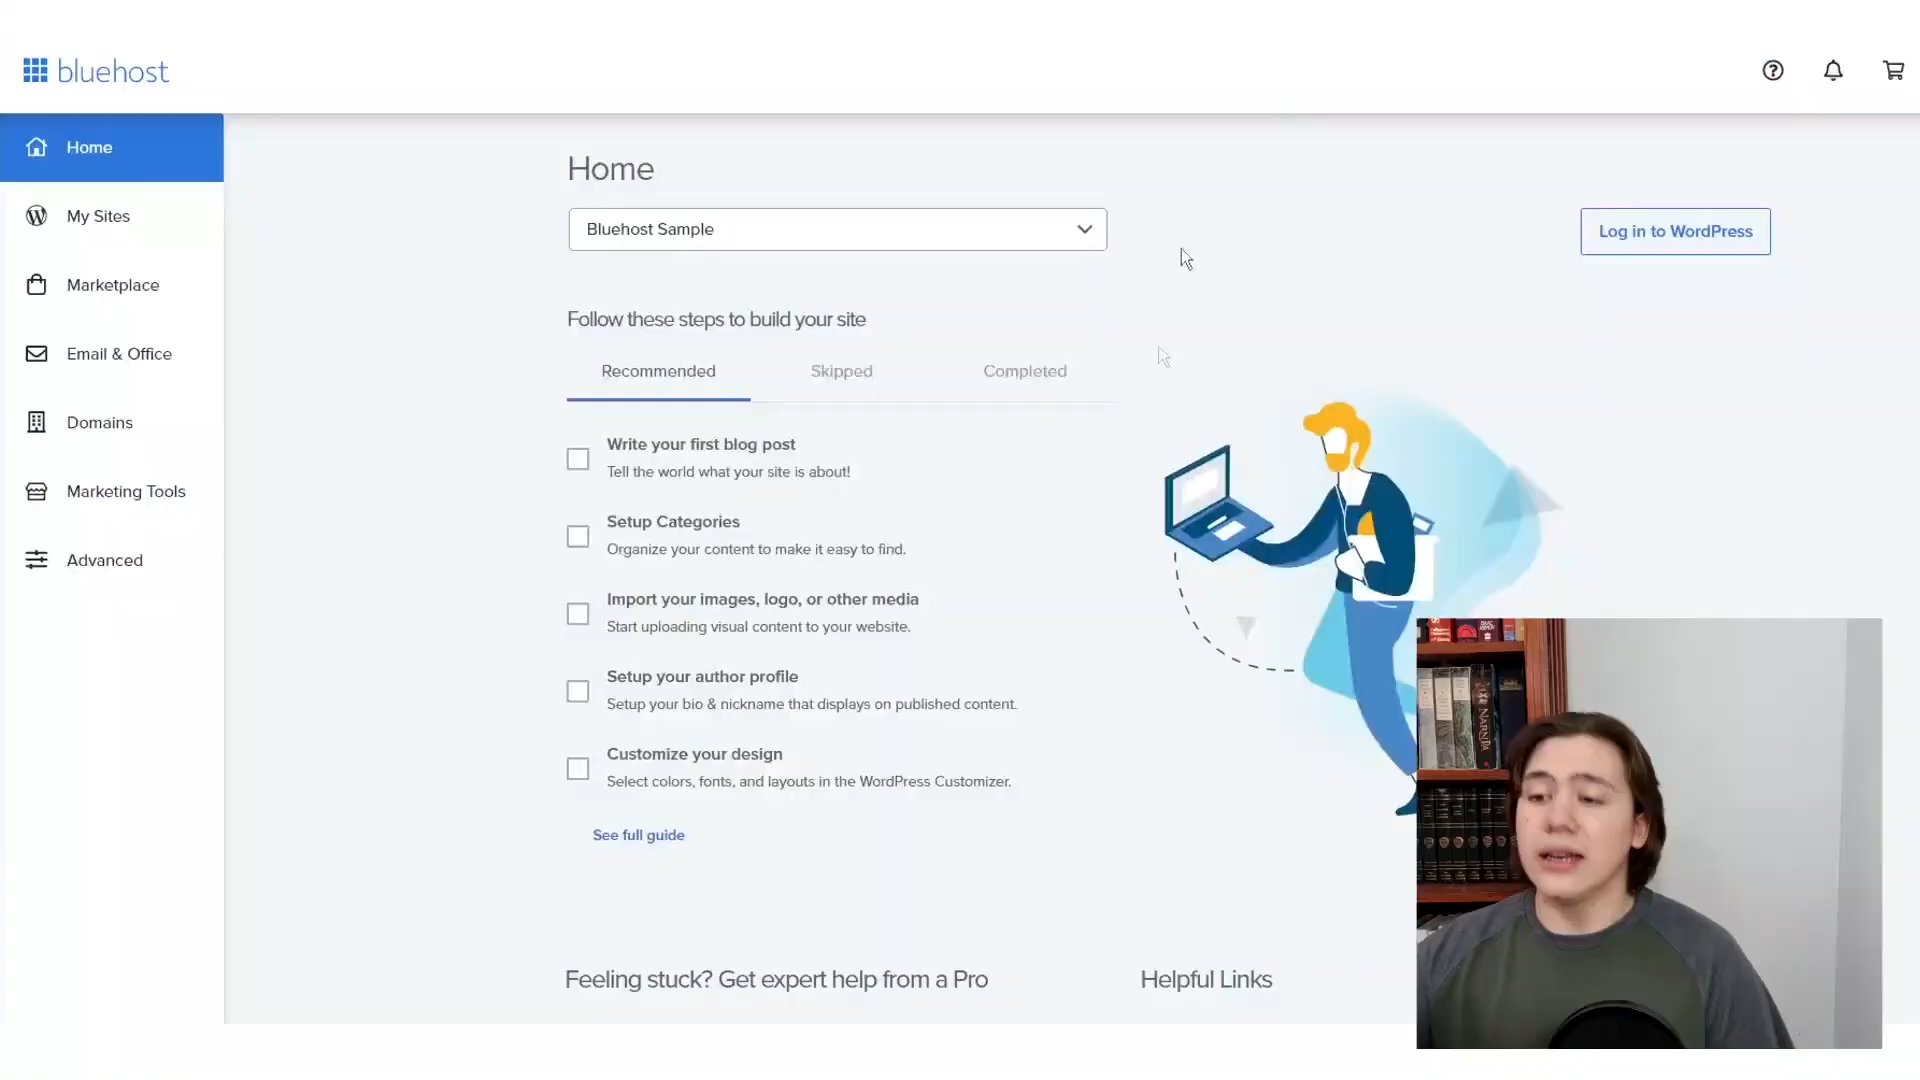 bluehost
Home
My Sites
Marketplace
Email & Office
Domains
Marketing Tools
Advanced
Home
Bluehost Sample
Log in to WordPress
Follow these steps to build your site
Recommended
Skipped
Completed
Write your first blog post
Tell the world what your site is about!
Setup Categories
Organize your content to make it easy to find.
Import your images, logo, or other media
Start uploading visual content to your website.
Setup your author profile
Setup your bio & nickname that displays on published content.
Customize your design
Select colors, fonts, and layouts in the WordPress Customizer.
See full guide
Feeling stuck? Get expert help from a Pro
Helpful Links
NARNIA